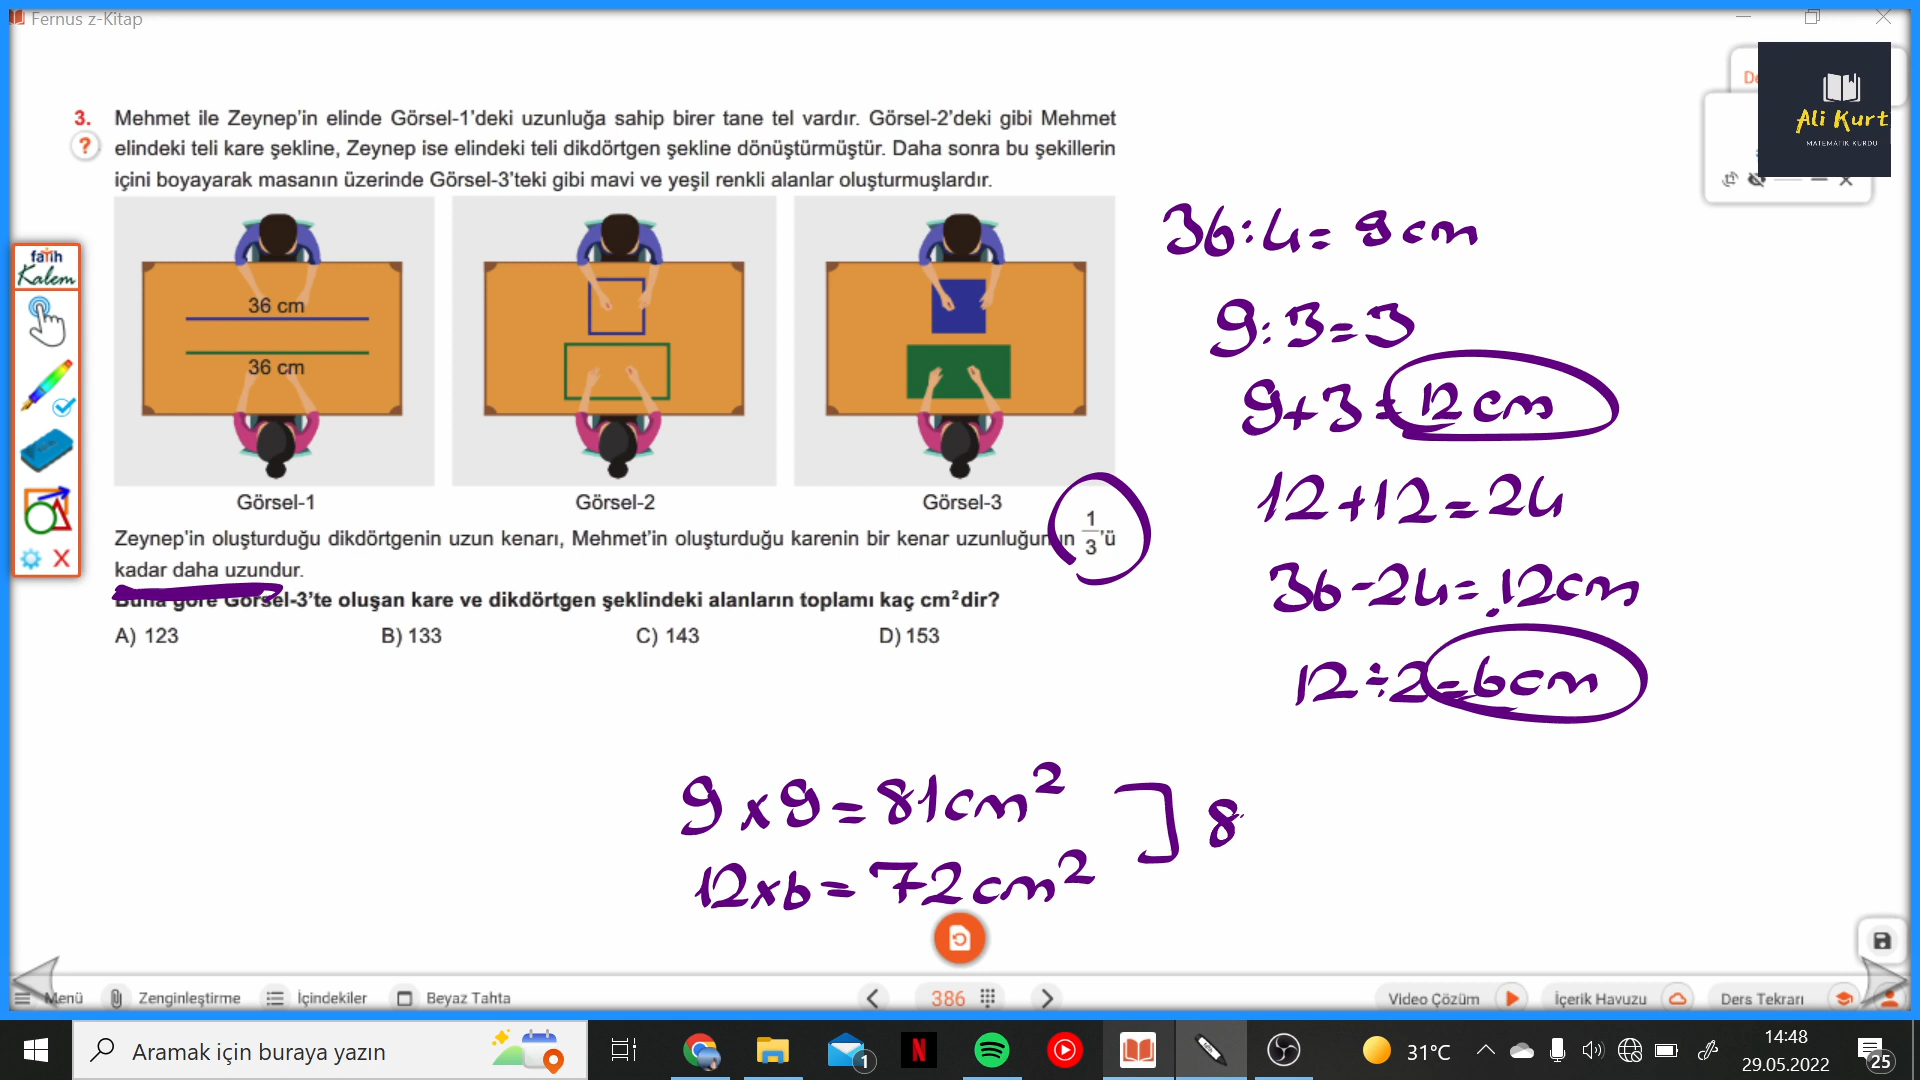 Fernus z-Kitap
De
Ali Kurt
MATEMATİK KURDU
3. Mehmet ile Zeynep'in elinde Görsel-1'deki uzunluğa sahip birer tane tel vardır. Görsel-2'deki gibi Mehmet
? elindeki teli kare şekline, Zeynep ise elindeki teli dikdörtgen şekline dönüştürmüştür. Daha sonra bu şekillerin
içini boyayarak masanın üzerinde Görsel-3'teki gibi mavi ve yeşil renkli alanlar oluşturmuşlardır.
fatih
Kalem
36 cm
36 cm
Görsel-1
Görsel-2
Görsel-3
Zeynep'in oluşturduğu dikdörtgenin uzun kenarı, Mehmet'in oluşturduğu karenin bir kenar uzunluğunun 1/3'ü
kadar daha uzundur.
Buna göre Görsel-3'te oluşan kare ve dikdörtgen şeklindeki alanların toplamı kaç cm²dir?
A) 123
B) 133
C) 143
D) 153
36:4= 9cm
9:3=3
9+3=12cm
12+12=24
36-24=12cm
12÷2=6cm
9x9=81cm²
12x6=72cm²
] 8
Menü
Zenginleştirme
İçindekiler
Beyaz Tahta
386
Video Çözüm
İçerik Havuzu
Ders Tekrarı
Aramak için buraya yazın
1
N
31°C
14:48
29.05.2022
25